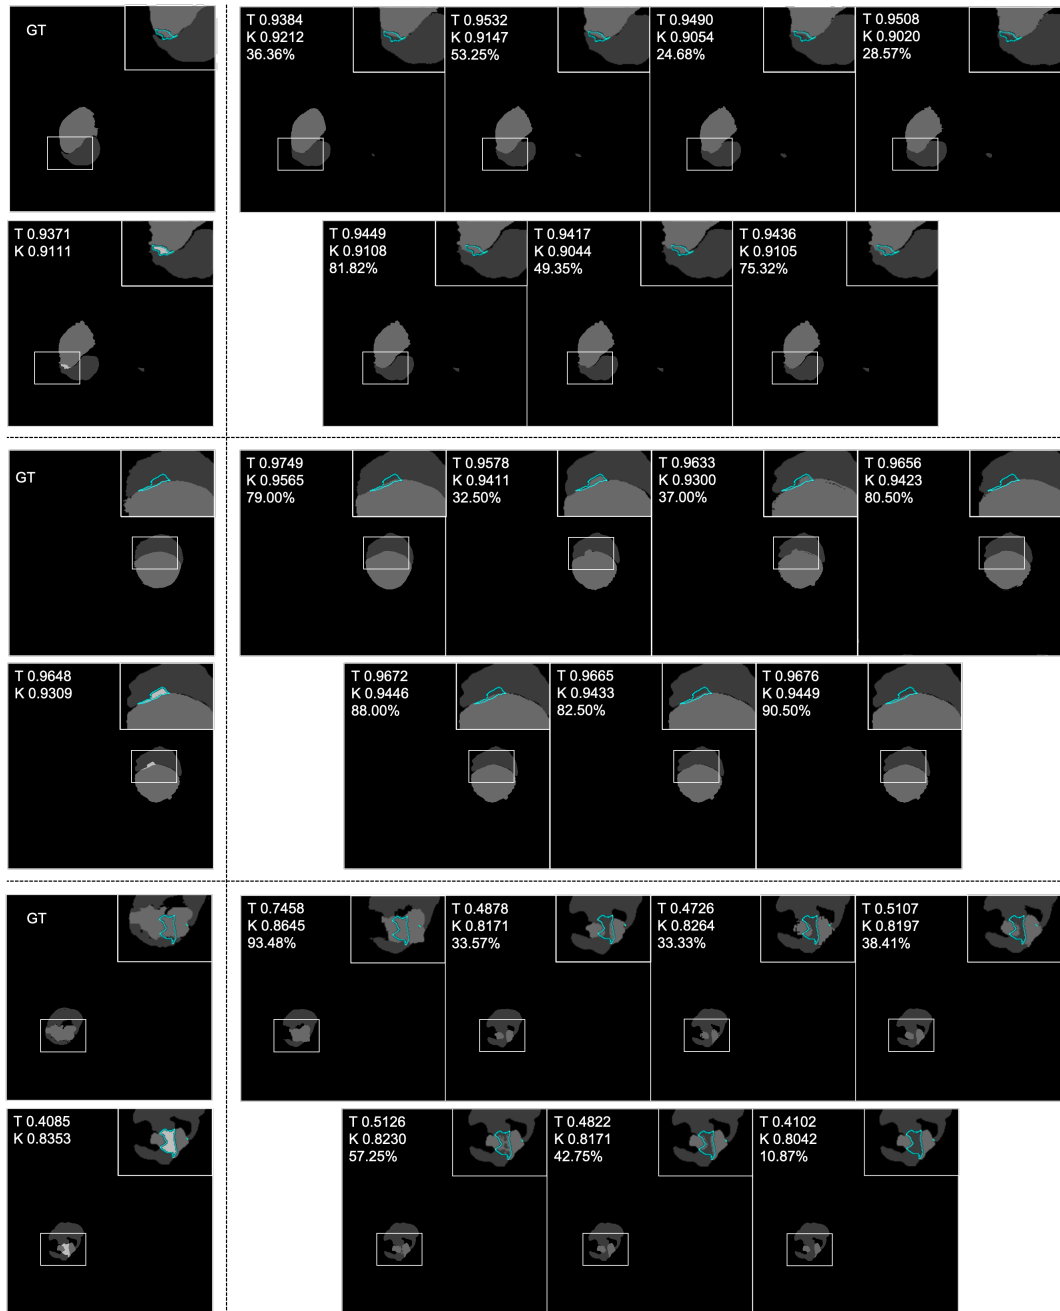 GT
T 0.9384
K 0.9212
36.36%
T 0.9532
K 0.9147
53.25%
T 0.9490
K 0.9054
24.68%
T 0.9508
K 0.9020
28.57%
T 0.9371
K 0.9111
T 0.9449
K 0.9108
81.82%
T 0.9417
K 0.9044
49.35%
T 0.9436
K 0.9105
75.32%
GT
T 0.9749
K 0.9565
79.00%
T 0.9578
K 0.9411
32.50%
T 0.9633
K 0.9300
37.00%
T 0.9656
K 0.9423
80.50%
T 0.9648
K 0.9309
T 0.9672
K 0.9446
88.00%
T 0.9665
K 0.9433
82.50%
T 0.9676
K 0.9449
90.50%
GT
T 0.7458
K 0.8645
93.48%
T 0.4878
K 0.8171
33.57%
T 0.4726
K 0.8264
33.33%
T 0.5107
K 0.8197
38.41%
T 0.4085
K 0.8353
T 0.5126
K 0.8230
57.25%
T 0.4822
K 0.8171
42.75%
T 0.4102
K 0.8042
10.87%